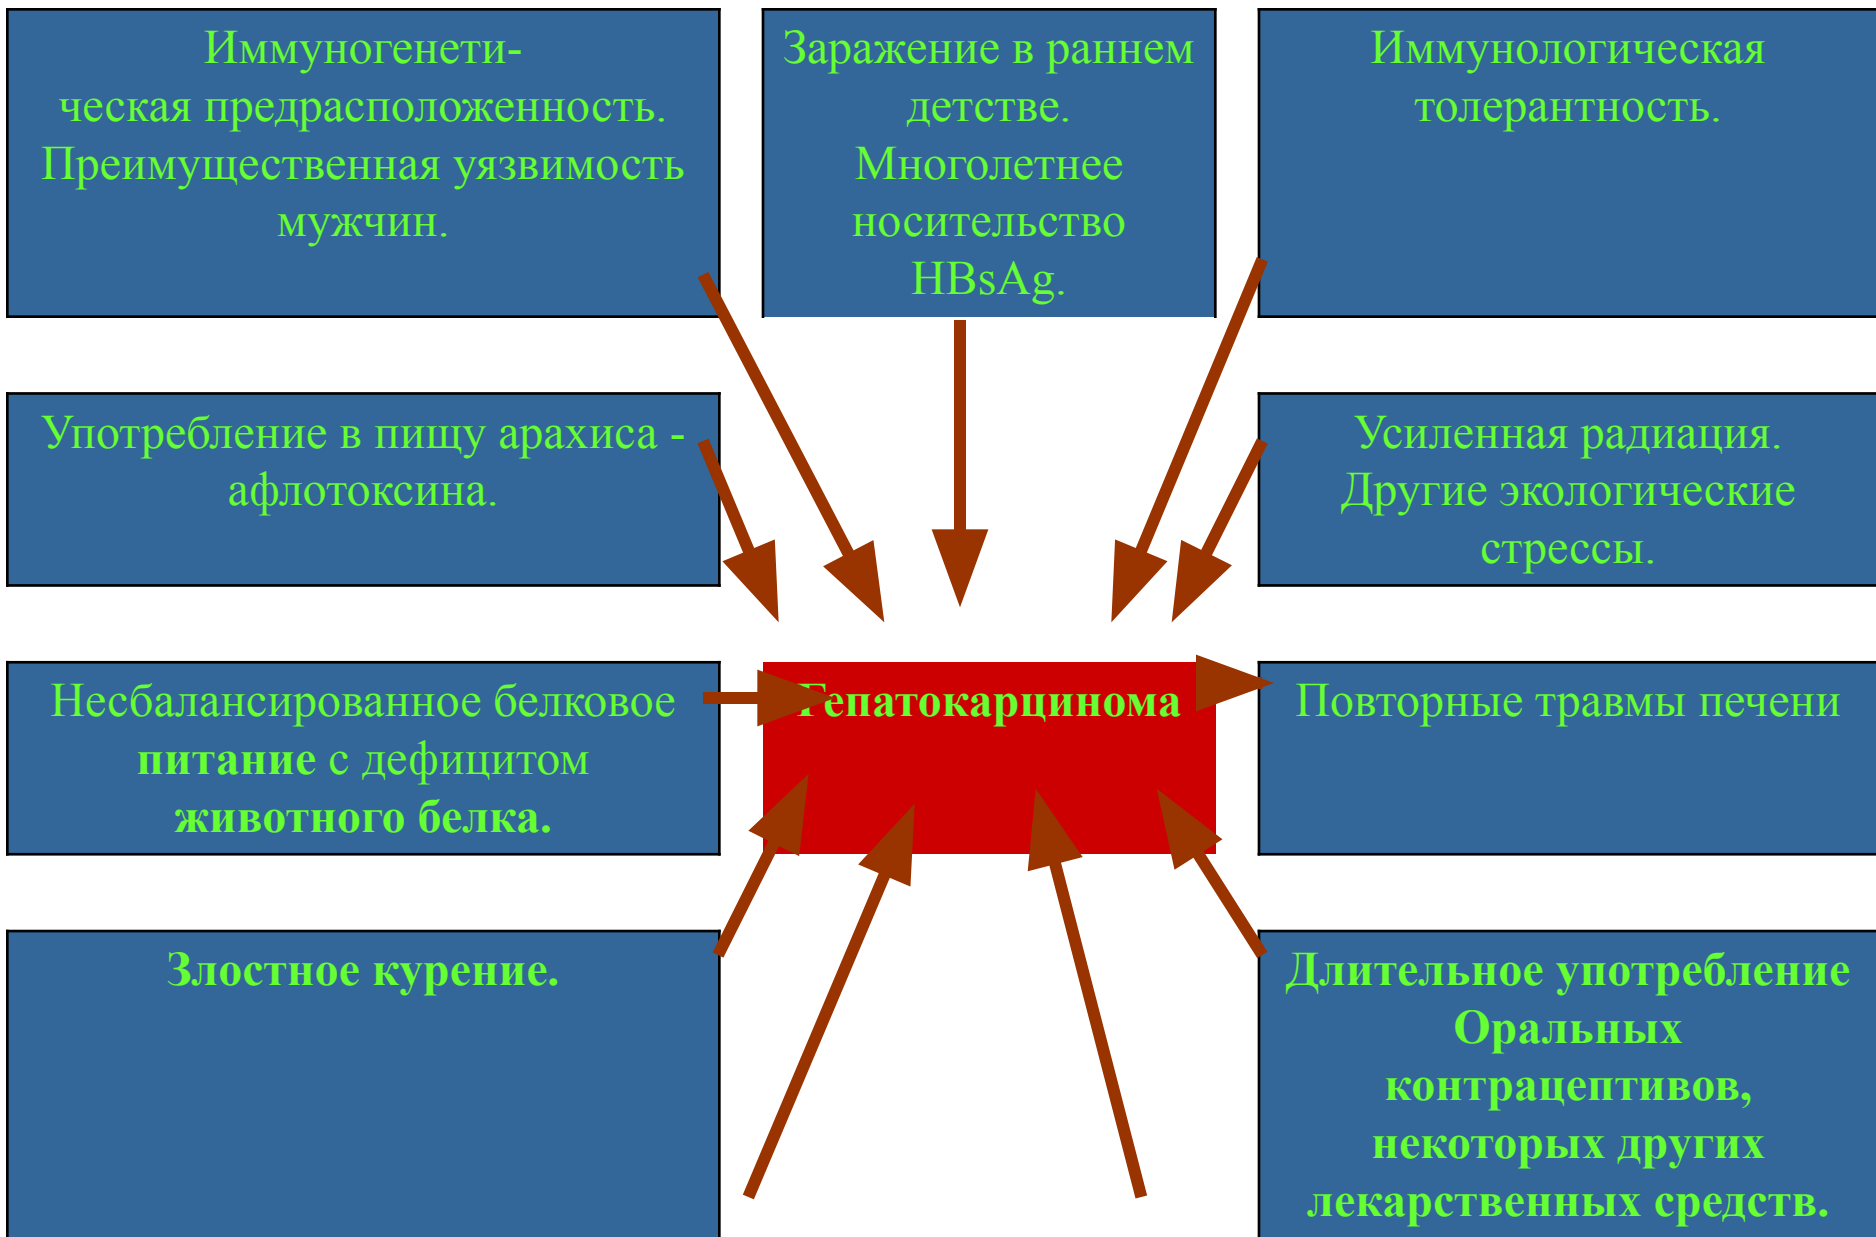 Иммуногенети-
ческая предрасположенность.
Преимущественная уязвимость
мужчин.
Заражение в раннем
детстве.
Многолетнее
носительство
HBsAg.
Иммунологическая
толерантность.
Употребление в пищу арахиса -
афлотоксина.
Усиленная радиация.
Другие экологические
стрессы.
Несбалансированное белковое
питание с дефицитом
животного белка.
Гепатокарцинома
Повторные травмы печени
Злостное курение.
Длительное употребление
Оральных
контрацептивов,
некоторых других
лекарственных средств.